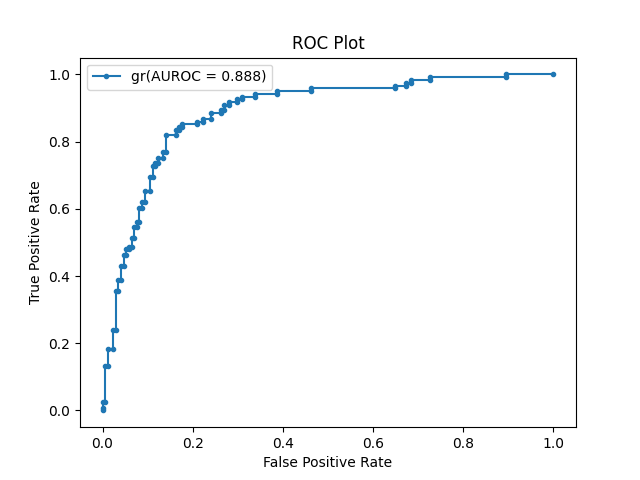 ROC Plot
gr(AUROC = 0.888)
1.0
0.8
0.6
0.4
0.2
0.0
True Positive Rate
0.0 0.2 0.4 0.6 0.8 1.0
False Positive Rate